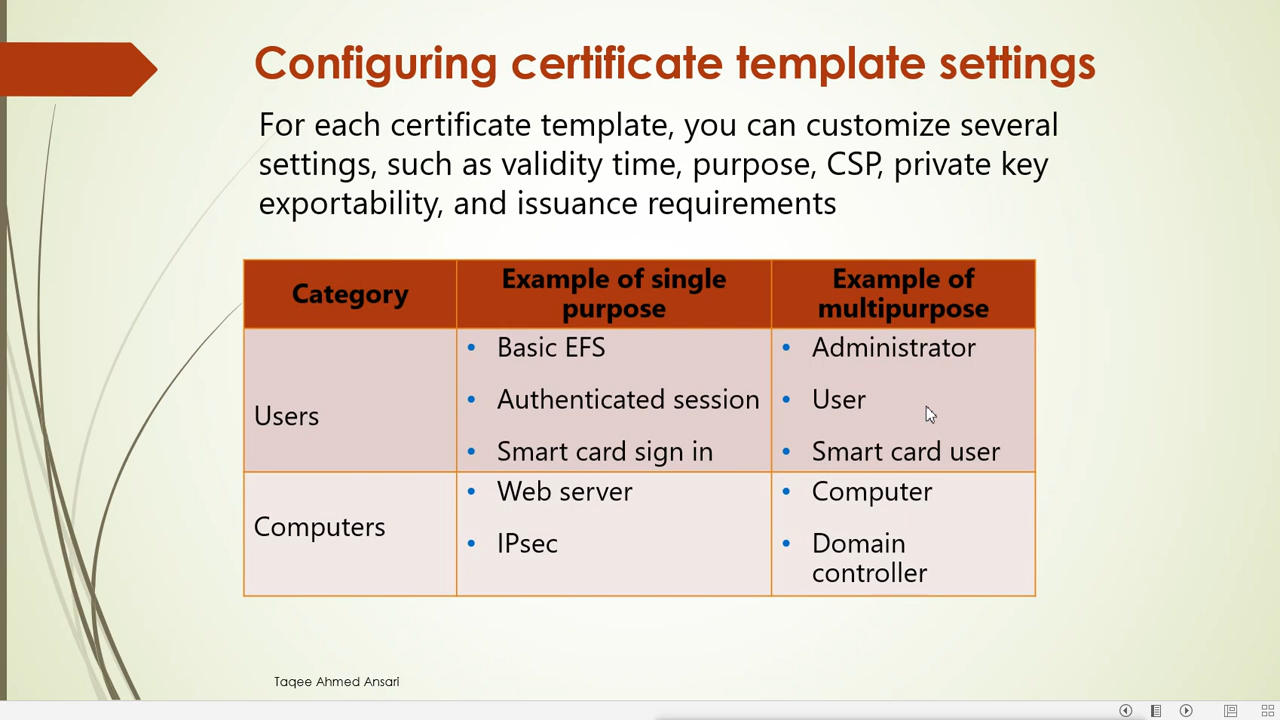 Configuring certificate template settings
For each certificate template, you can customize several
settings, such as validity time, purpose, CSP, private key
exportability, and issuance requirements
Category
Example of single
purpose
Example of
multipurpose
Users
• Basic EFS
• Authenticated session
• Smart card sign in
• Administrator
• User
• Smart card user
Computers
• Web server
• IPsec
• Computer
• Domain
controller
Taqee Ahmed Ansari